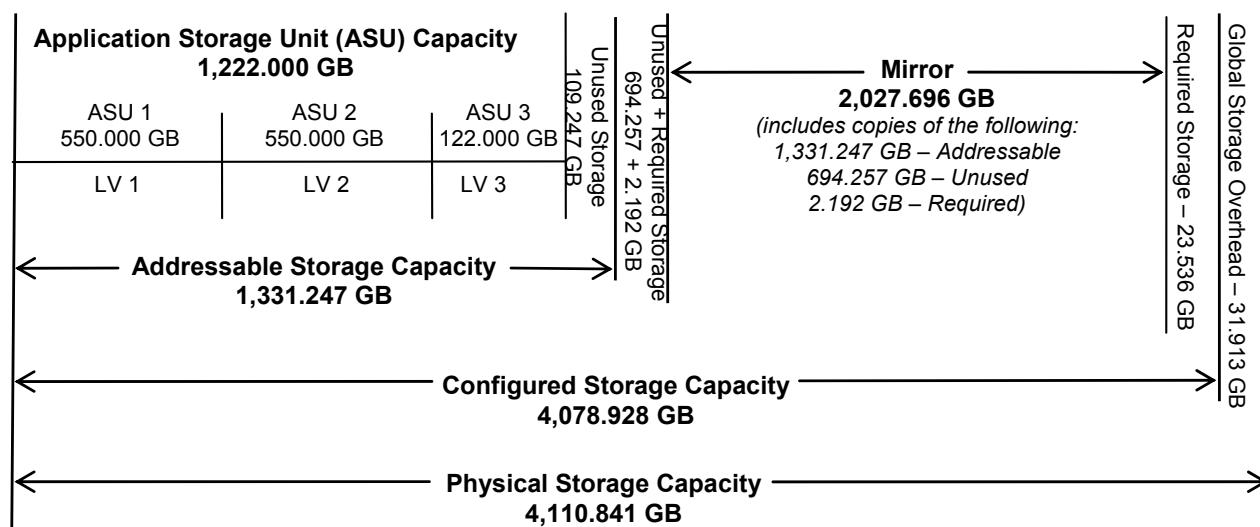 Application Storage Unit (ASU) Capacity
1,222.000 GB
ASU 1
550.000 GB
ASU 2
550.000 GB
ASU 3
122.000 GB
LV 1
LV 2
LV 3
Unused Storage
109.247 GB
Unused + Required Storage
694.257 + 2.192 GB
Mirror
2,027.696 GB
(includes copies of the following:
1,331.247 GB – Addressable
694.257 GB – Unused
2.192 GB – Required)
Required Storage – 23.536 GB
Global Storage Overhead – 31.913 GB
Addressable Storage Capacity
1,331.247 GB
Configured Storage Capacity
4,078.928 GB
Physical Storage Capacity
4,110.841 GB